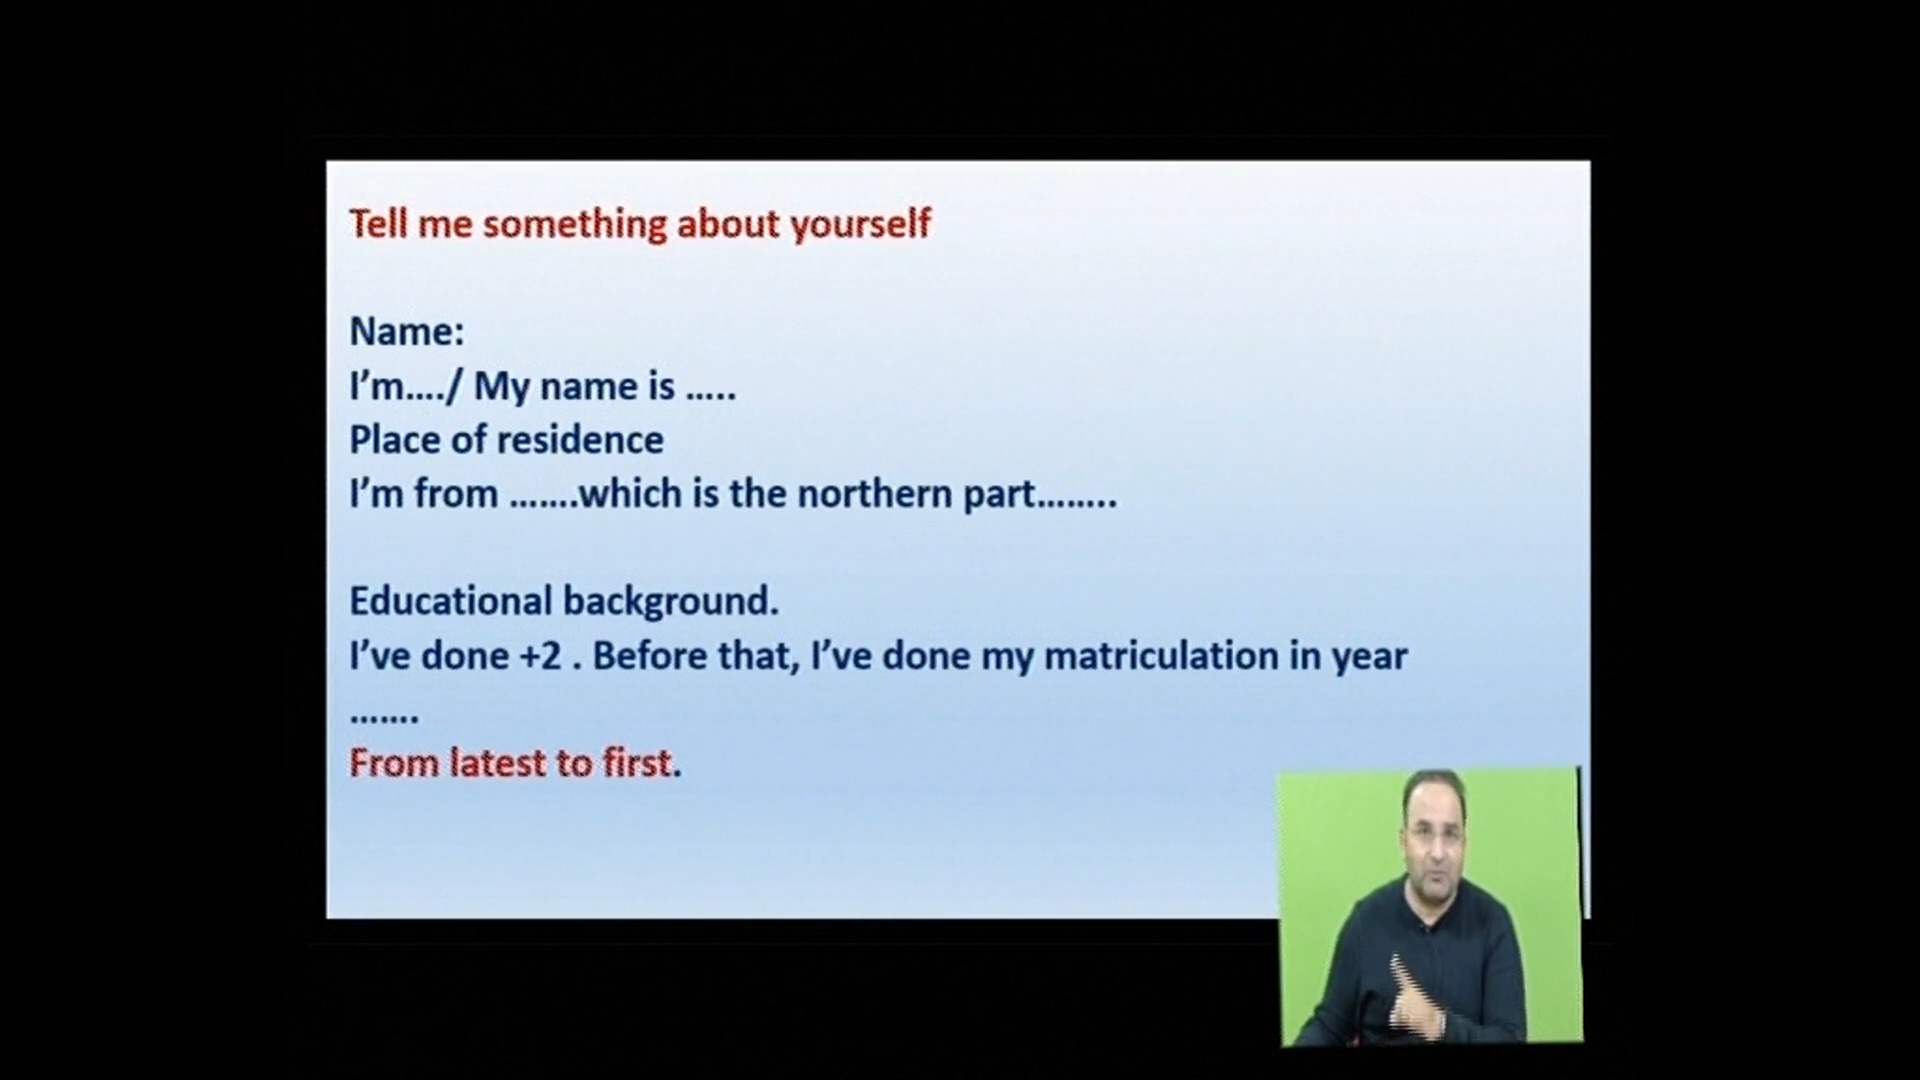 Tell me something about yourself
Name:
I’m..../ My name is .....
Place of residence
I’m from .......which is the northern part........
Educational background.
I’ve done +2 . Before that, I’ve done my matriculation in year
.......
From latest to first.